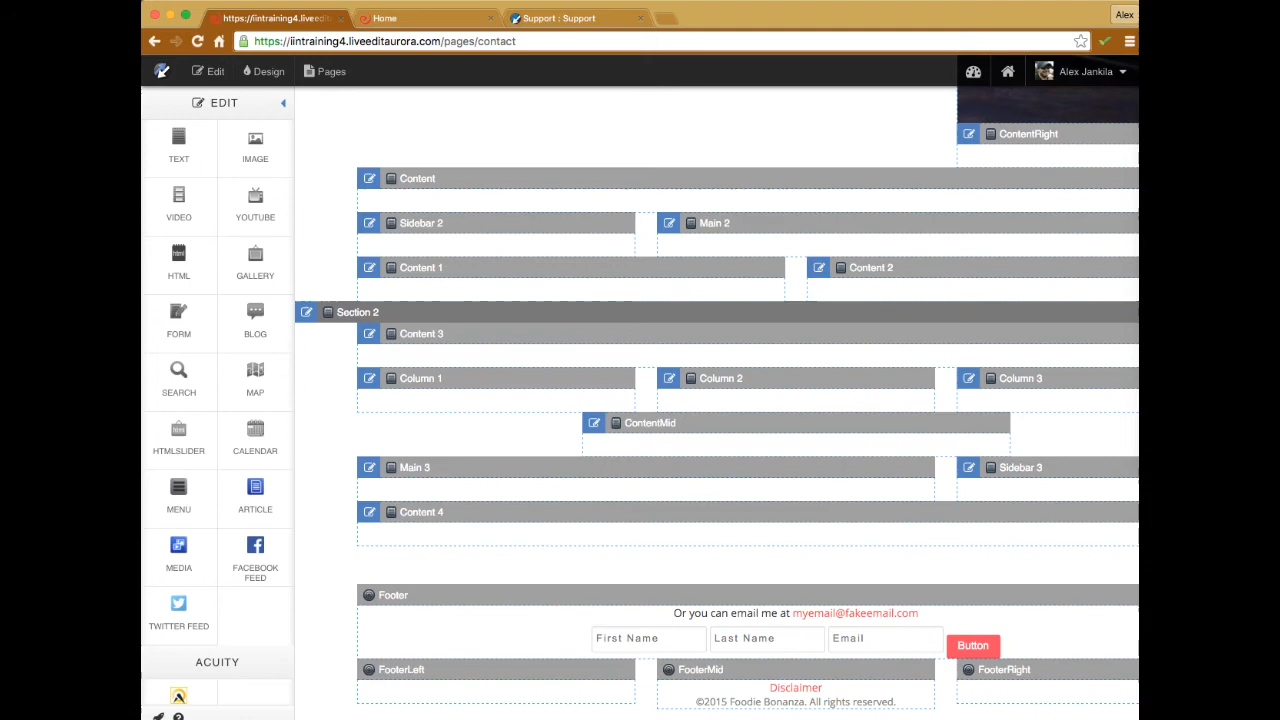 https://iintraining4.liveedit
Home
Support : Support
Alex
https://iintraining4.liveeditaurora.com/pages/contact
Edit
Design
Pages
Alex Jankila
EDIT
TEXT
IMAGE
VIDEO
YOUTUBE
HTML
GALLERY
FORM
BLOG
SEARCH
MAP
HTMLSLIDER
CALENDAR
MENU
ARTICLE
MEDIA
FACEBOOK
FEED
TWITTER FEED
ACUITY
ContentRight
Content
Sidebar 2
Main 2
Content 1
Content 2
Section 2
Content 3
Column 1
Column 2
Column 3
ContentMid
Main 3
Sidebar 3
Content 4
Footer
Or you can email me at myemail@fakeemail.com
First Name
Last Name
Email
Button
FooterLeft
FooterMid
FooterRight
Disclaimer
©2015 Foodie Bonanza. All rights reserved.